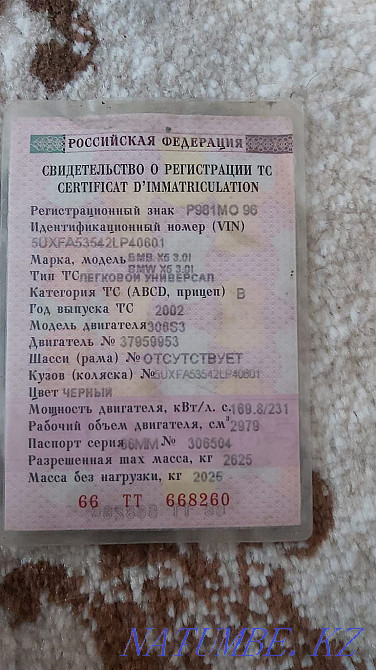 РОССИЙСКАЯ ФЕДЕРАЦИЯ
СВИДЕТЕЛЬСТВО О РЕГИСТРАЦИИ ТС
CERTIFICAT D'IMMATRICULATION
Регистрационный знак Р981МО 96
Идентификационный номер (VIN)
5UXFA53542LP40601
Марка, модель БМВ Х5 3.0I
BMW X5 3.0I
Тип ТС ЛЕГКОВОЙ УНИВЕРСАЛ
Категория ТС (ABCD, прицеп) В
Год выпуска ТС 2002
Модель двигателя 306S3
Двигатель № 37959953
Шасси (рама) № ОТСУТСТВУЕТ
Кузов (коляска) № 5UXFA53542LP40601
Цвет ЧЕРНЫЙ
Мощность двигателя, кВт/л. с. 169.8/231
Рабочий объем двигателя, см³ 2979
Паспорт серия 66ММ № 306504
Разрешенная max масса, кг 2625
Масса без нагрузки, кг 2025
66 ТТ 668260
NATUMBE.KZ